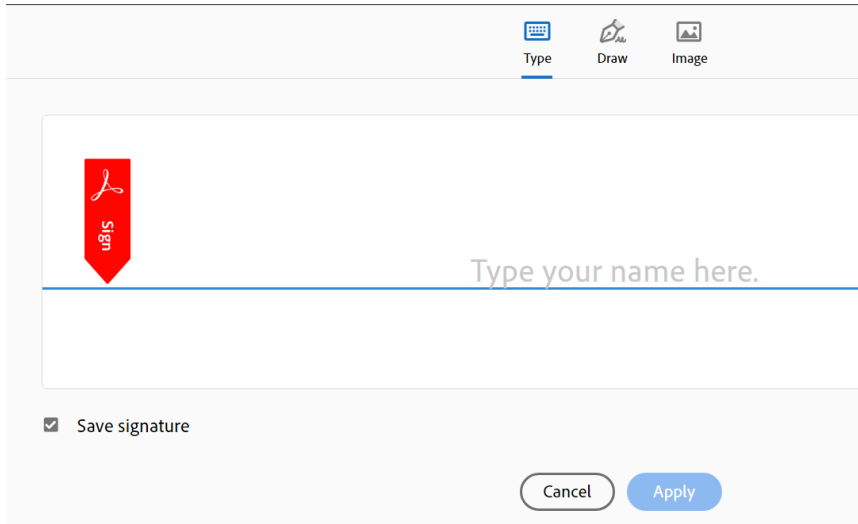 Type Draw Image
Sign
Type your name here.
Save signature
Cancel Apply